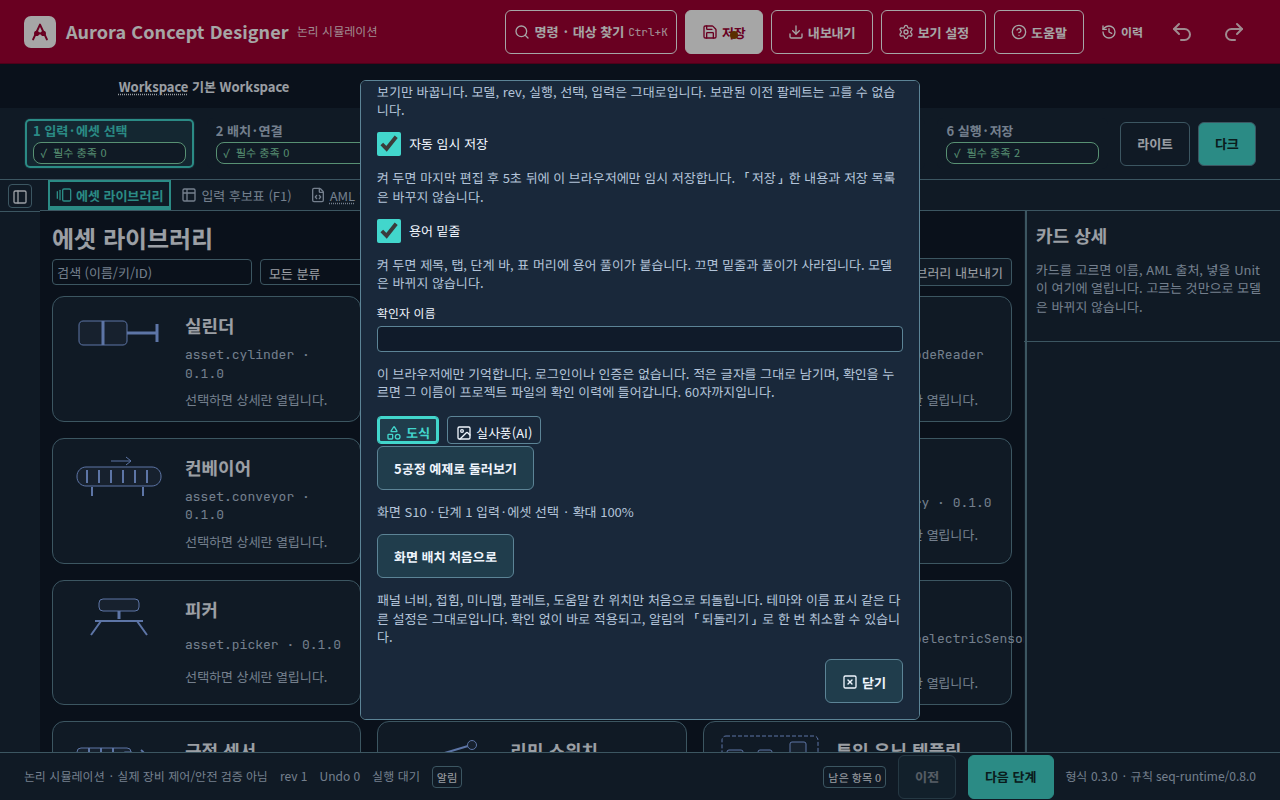 Aurora Concept Designer 논리 시뮬레이션
명령 · 대상 찾기 Ctrl+K
내보내기
보기 설정
도움말
이력
Workspace 기본 Workspace
1 입력·에셋 선택
✓ 필수 충족 0
2 배치·연결
✓ 필수 충족 0
6 실행·저장
✓ 필수 충족 2
라이트
다크
에셋 라이브러리
입력 후보표 (F1)
AML
에셋 라이브러리
검색 (이름/키/ID)
모든 분류
내보내기
실린더
asset.cylinder ·
0.1.0
선택하면 상세란 열립니다.
컨베이어
asset.conveyor ·
0.1.0
선택하면 상세란 열립니다.
피커
asset.picker · 0.1.0
선택하면 상세란 열립니다.
보기만 바꿉니다. 모델, rev, 실행, 선택, 입력은 그대로입니다. 보관된 이전 팔레트는 고를 수 없습
니다.
자동 임시 저장
켜 두면 마지막 편집 후 5초 뒤에 이 브라우저에만 임시 저장합니다. 「저장」한 내용과 저장 목록
은 바꾸지 않습니다.
용어 밑줄
켜 두면 제목, 탭, 단계 바, 표 머리에 용어 풀이가 붙습니다. 끄면 밑줄과 풀이가 사라집니다. 모델
은 바뀌지 않습니다.
확인자 이름
이 브라우저에만 기억합니다. 로그인이나 인증은 없습니다. 적은 글자를 그대로 남기며, 확인을 누
르면 그 이름이 프로젝트 파일의 확인 이력에 들어갑니다. 60자까지입니다.
도식
실사풍(AI)
5공정 예제로 둘러보기
화면 S10 · 단계 1 입력·에셋 선택 · 확대 100%
화면 배치 처음으로
패널 너비, 접힘, 미니맵, 팔레트, 도움말 칸 위치만 처음으로 되돌립니다. 테마와 이름 표시 같은 다
른 설정은 그대로입니다. 확인 없이 바로 적용되고, 알림의 「되돌리기」로 한 번 취소할 수 있습니
다.
닫기
· 0.1.0
열립니다.
열립니다.
열립니다.
카드 상세
카드를 고르면 이름, AML 출처, 넣을 Unit
이 여기에 열립니다. 고르는 것만으로 모델
은 바뀌지 않습니다.
논리 시뮬레이션 · 실제 장비 제어/안전 검증 아님
rev 1
Undo 0
실행 대기
알림
남은 항목 0
이전
다음 단계
형식 0.3.0 · 규칙 seq-runtime/0.8.0